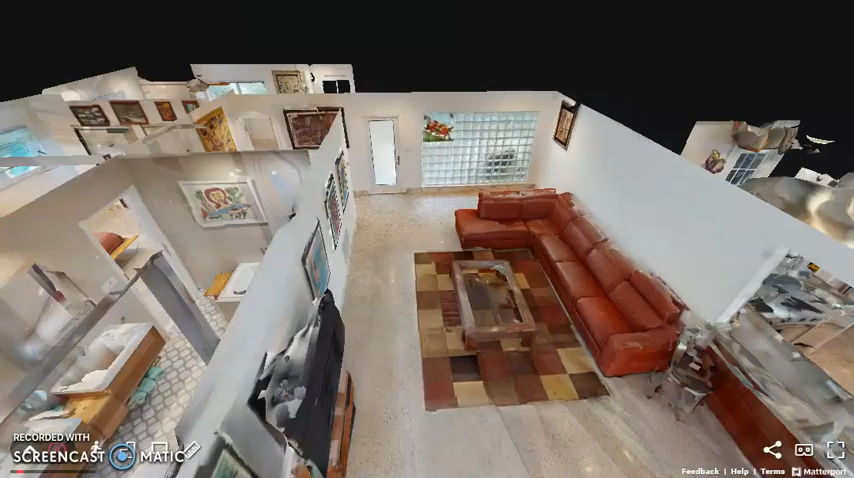 RECORDED WITH
SCREENCAST MATIC
Feedback | Help | Terms | Matterport